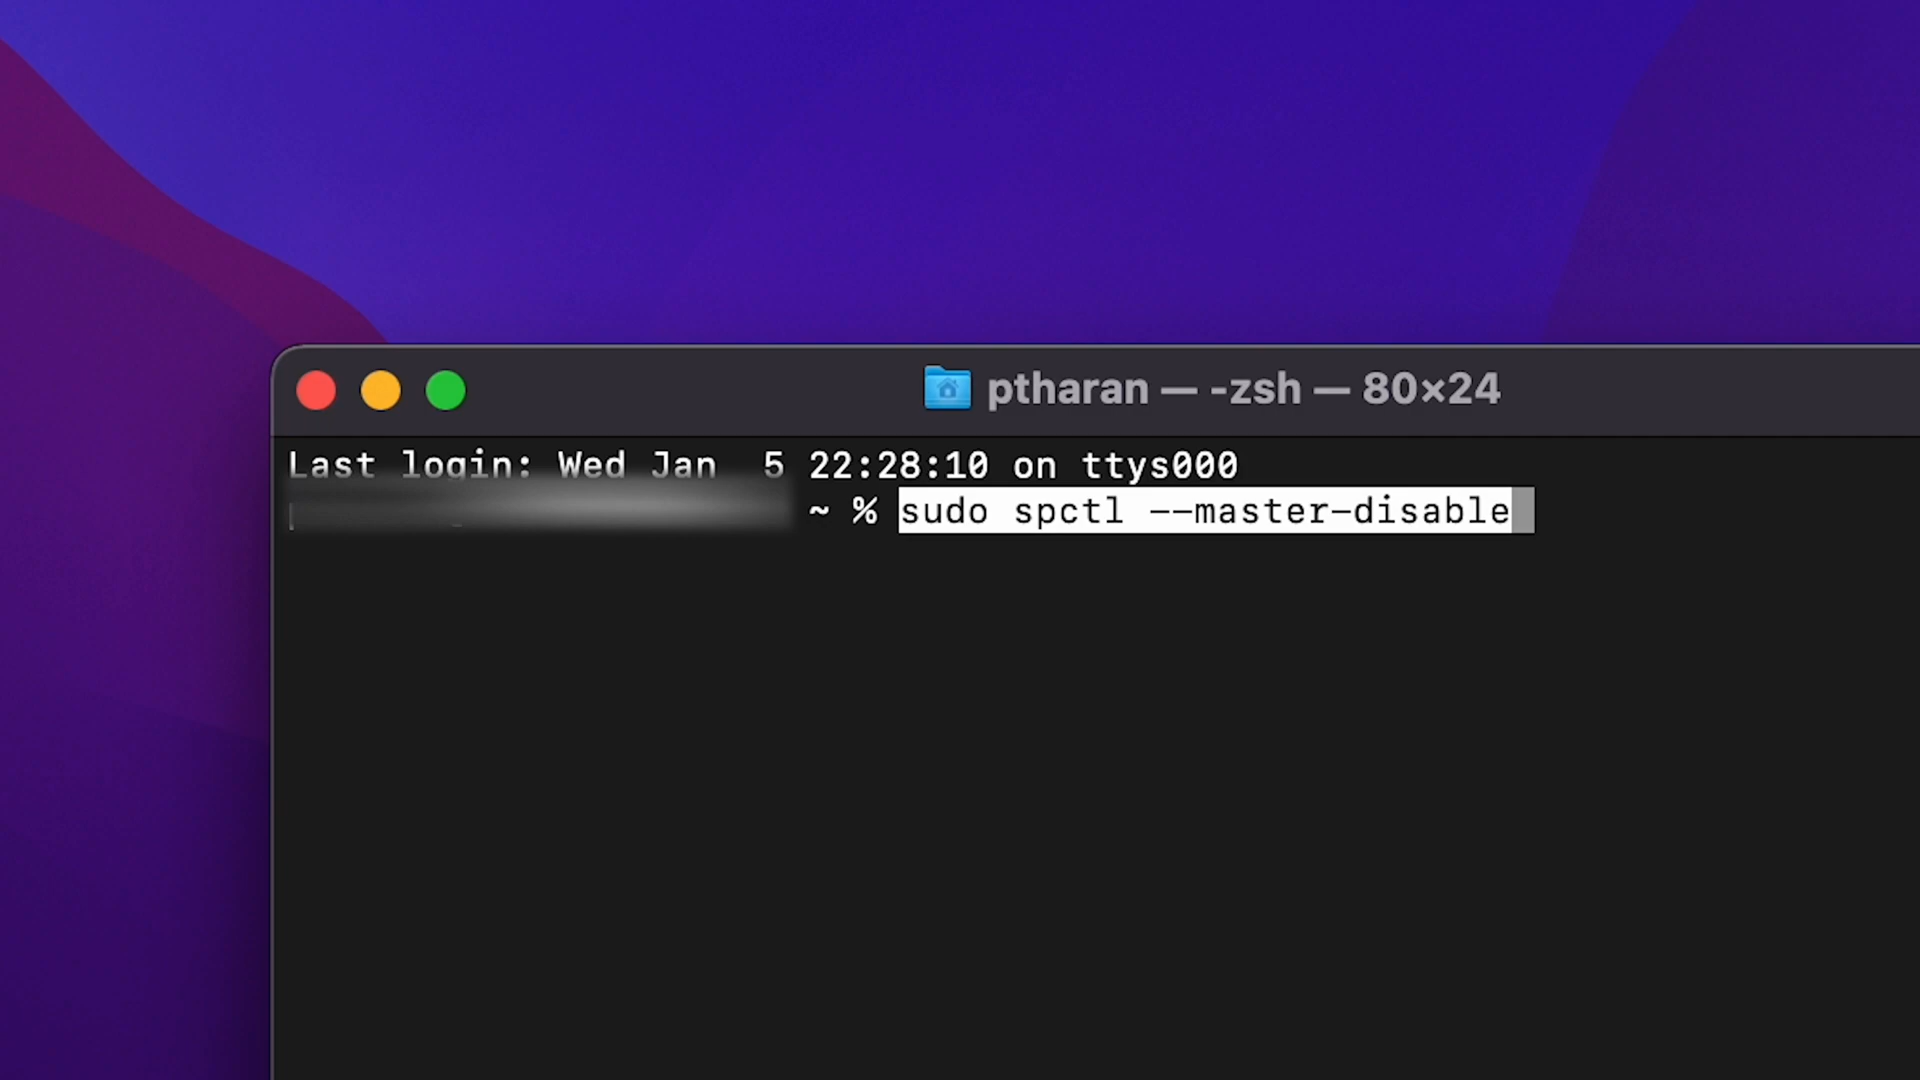 ptharan — -zsh — 80×24
Last login: Wed Jan  5 22:28:10 on ttys000
~ % sudo spctl --master-disable